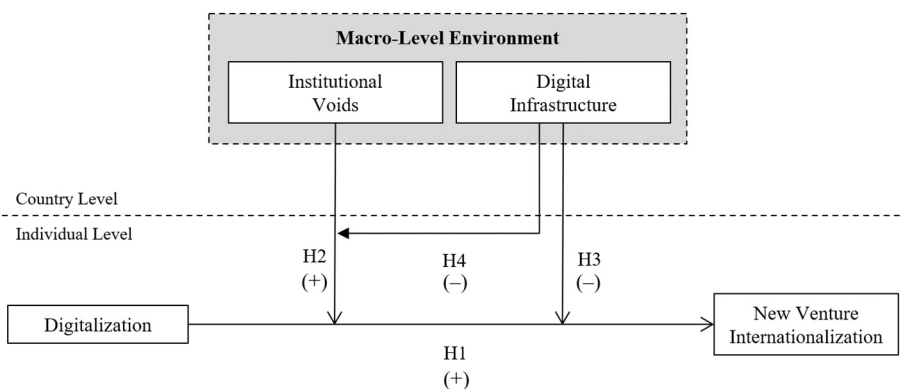 Macro-Level Environment
Institutional
Voids
Digital
Infrastructure
Country Level
Individual Level
H2
(+)
H4
(–)
H3
(–)
Digitalization
New Venture
Internationalization
H1
(+)